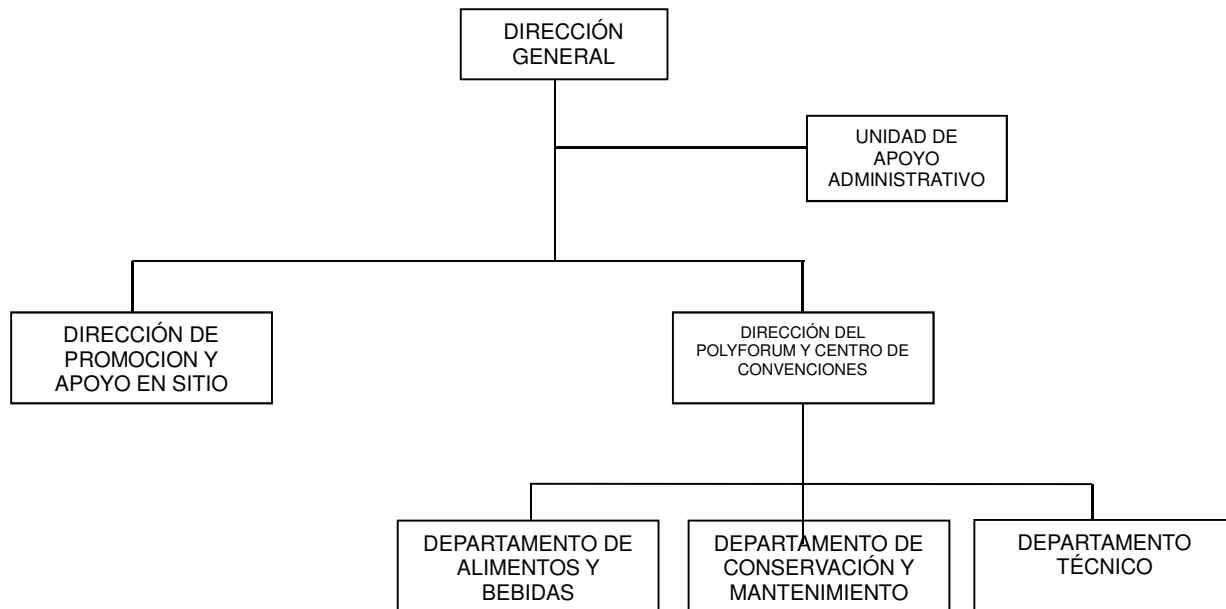 DIRECCIÓN
GENERAL
UNIDAD DE
APOYO
ADMINISTRATIVO
DIRECCIÓN DE
PROMOCION Y
APOYO EN SITIO
DIRECCIÓN DEL
POLYFORUM Y CENTRO DE
CONVENCIONES
DEPARTAMENTO DE
ALIMENTOS Y
BEBIDAS
DEPARTAMENTO DE
CONSERVACIÓN Y
MANTENIMIENTO
DEPARTAMENTO
TÉCNICO